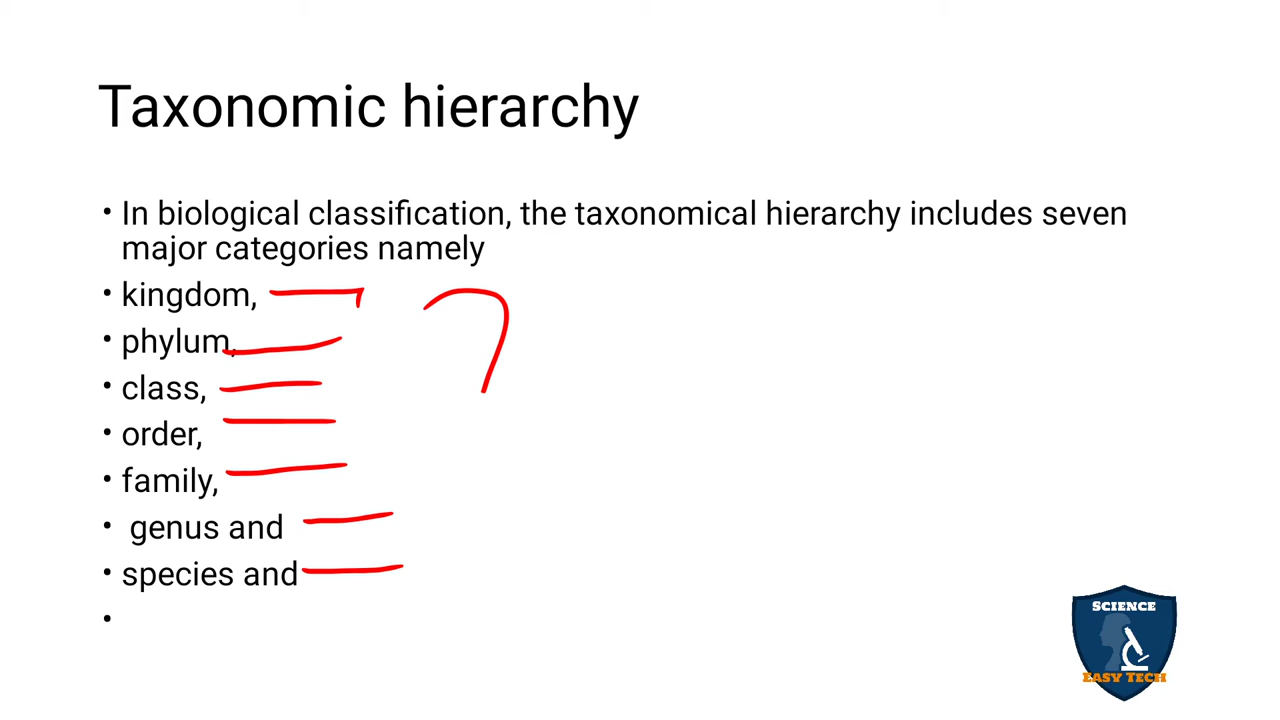 Taxonomic hierarchy
• In biological classification, the taxonomical hierarchy includes seven
major categories namely
• kingdom,
• phylum,
• class,
• order,
• family,
• genus and
• species and
•
7
SCIENCE
EASY TECH